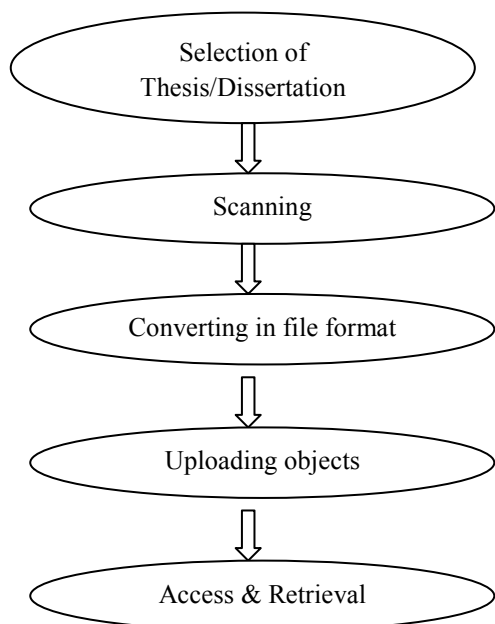 Selection of
Thesis/Dissertation
Scanning
Converting in file format
Uploading objects
Access & Retrieval